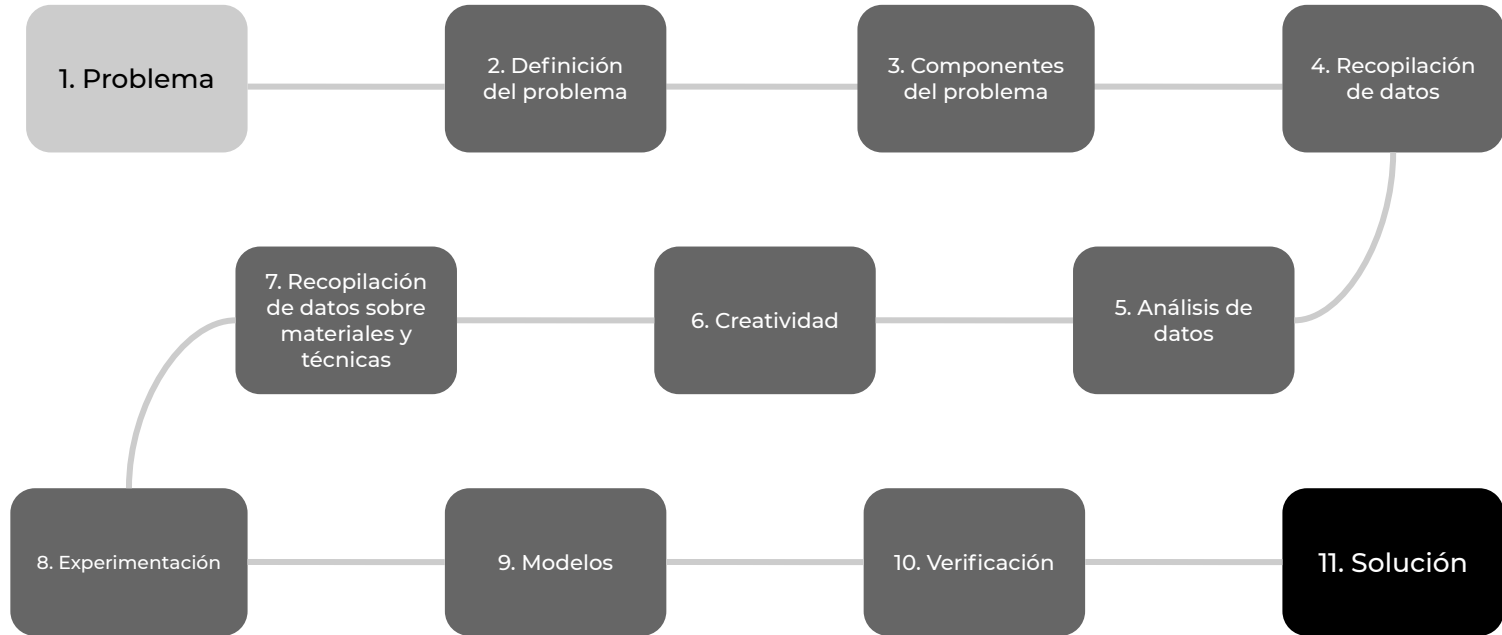 1. Problema
2. Definición
del problema
3. Componentes
del problema
4. Recopilación
de datos
5. Análisis de
datos
6. Creatividad
7. Recopilación
de datos sobre
materiales y
técnicas
8. Experimentación
9. Modelos
10. Verificación
11. Solución